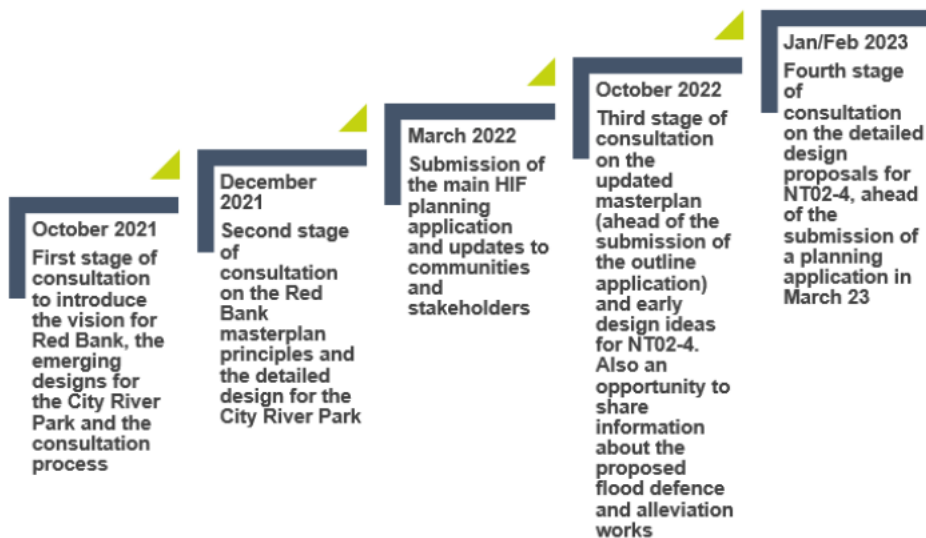 October 2021
First stage of
consultation
to introduce
the vision for
Red Bank, the
emerging
designs for
the City River
Park and the
consultation
process
December
2021
Second stage
of
consultation
on the Red
Bank
masterplan
principles and
the detailed
design for the
City River Park
March 2022
Submission of
the main HIF
planning
application
and updates to
communities
and
stakeholders
October 2022
Third stage of
consultation
on the
updated
masterplan
(ahead of the
submission of
the outline
application)
and early
design ideas
for NT02-4.
Also an
opportunity to
share
information
about the
proposed
flood defence
and alleviation
works
Jan/Feb 2023
Fourth stage
of
consultation
on the detailed
design
proposals for
NT02-4, ahead
of the
submission of
a planning
application in
March 23